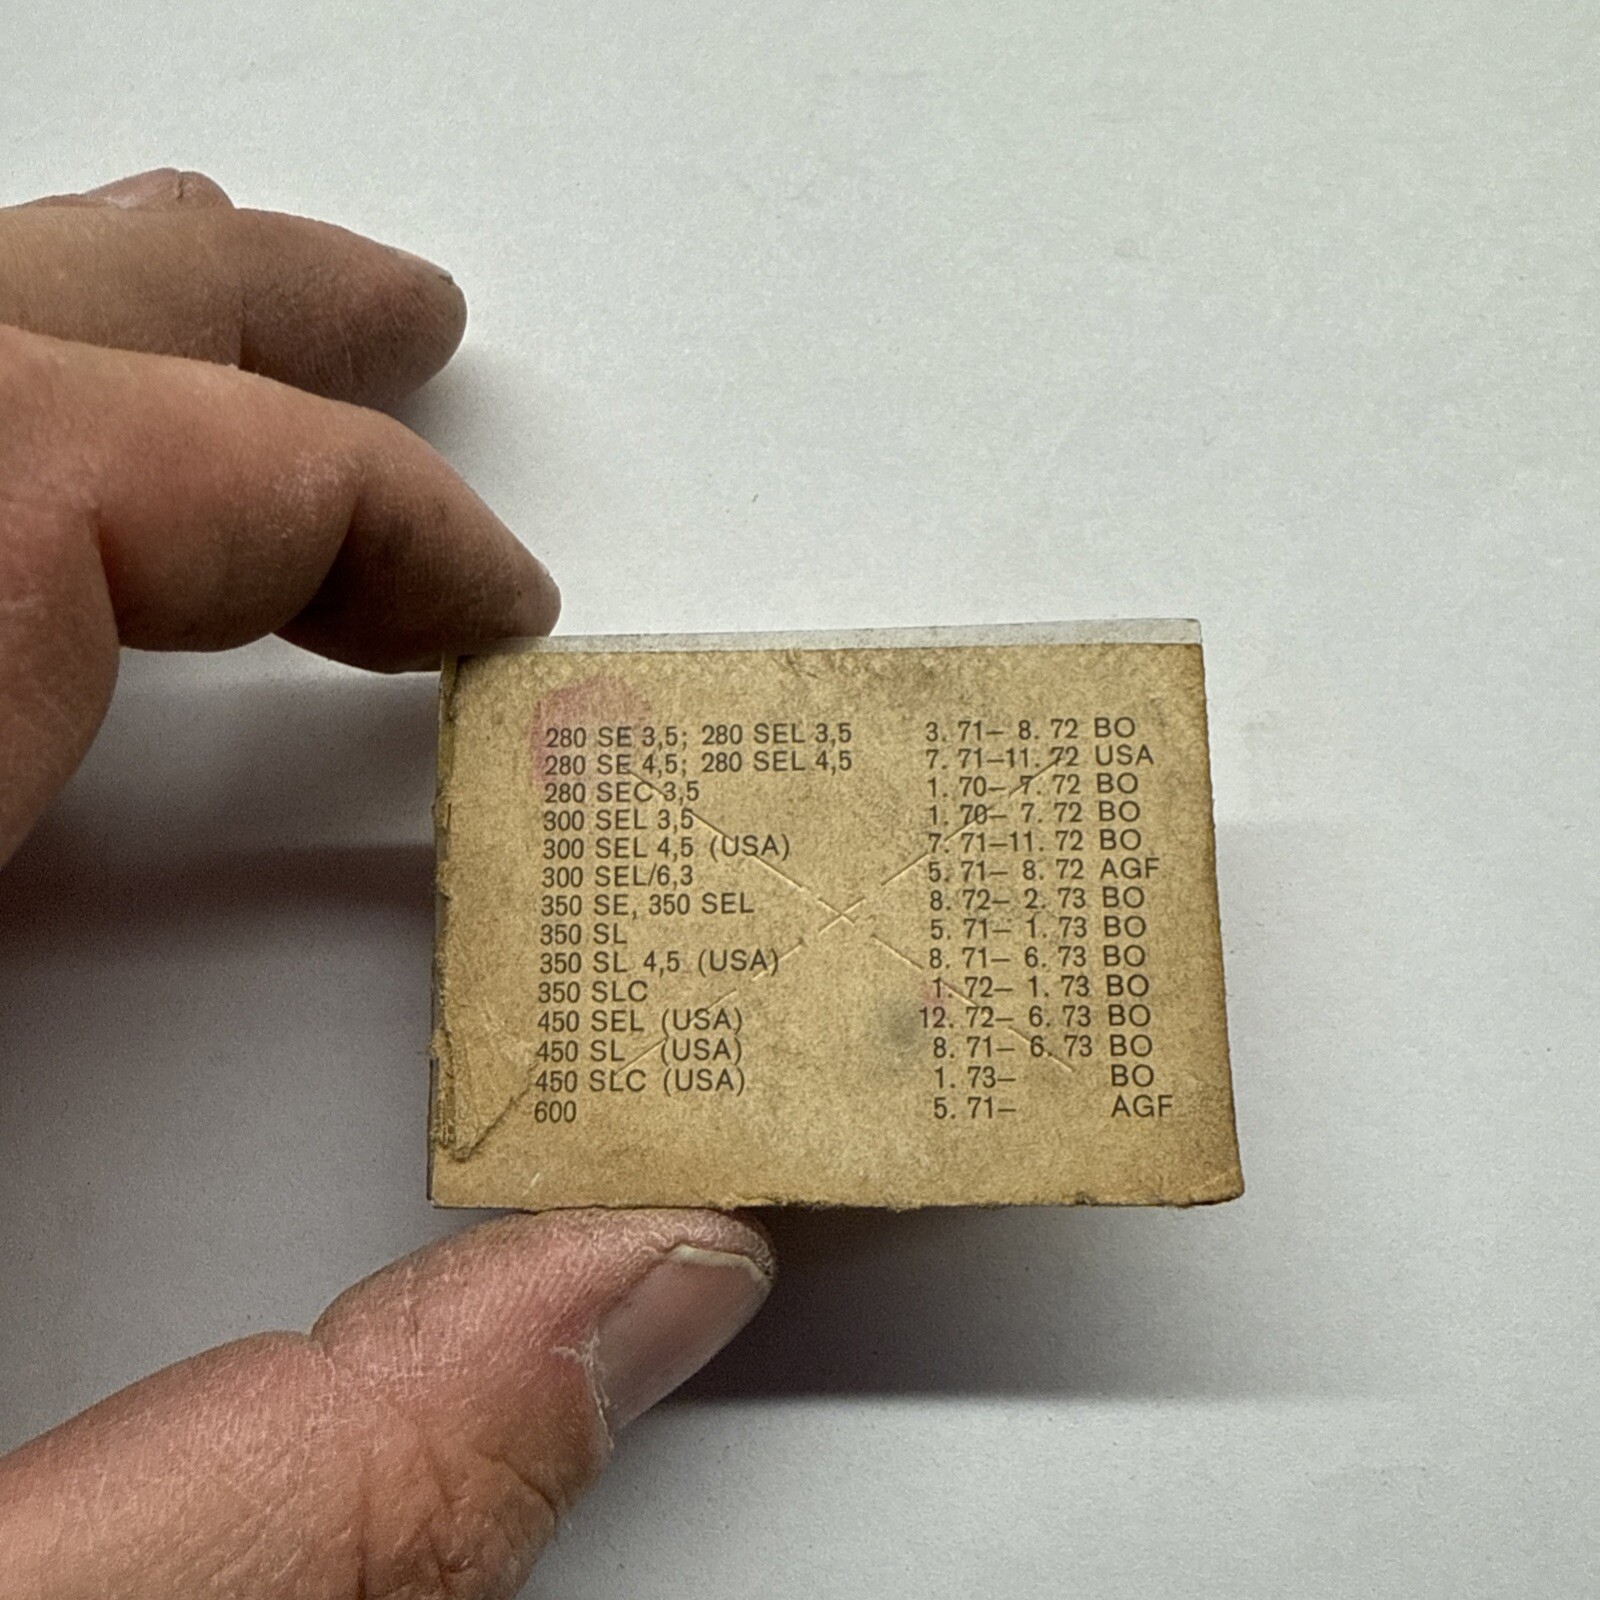 280 SE 3,5; 280 SEL 3,5 3. 71– 8. 72 BO
280 SE 4,5; 280 SEL 4,5 7. 71–11. 72 USA
280 SEC 3,5 1. 70– 7. 72 BO
300 SEL 3,5 1. 70– 7. 72 BO
300 SEL 4,5 (USA) 7. 71–11. 72 BO
300 SEL/6,3 5. 71– 8. 72 AGF
350 SE, 350 SEL 8. 72– 2. 73 BO
350 SL 5. 71– 1. 73 BO
350 SL 4,5 (USA) 8. 71– 6. 73 BO
350 SLC 1. 72– 1. 73 BO
450 SEL (USA) 12. 72– 6. 73 BO
450 SL (USA) 8. 71– 6. 73 BO
450 SLC (USA) 1. 73– BO
600 5. 71– AGF